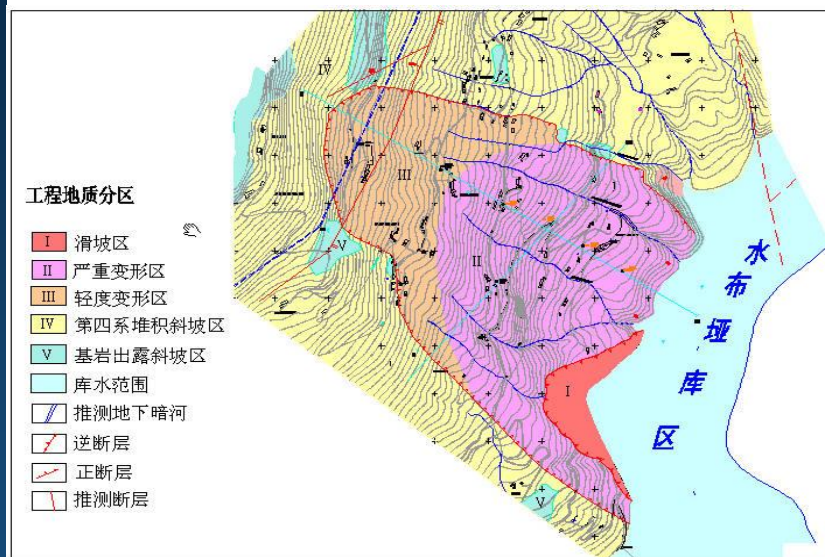 工程地质分区
I 滑坡区
II 严重变形区
III 轻度变形区
IV 第四系堆积斜坡区
V 基岩出露斜坡区
库水范围
推测地下暗河
逆断层
正断层
推测断层
IV
III
V
II
I
V
水布垭库区